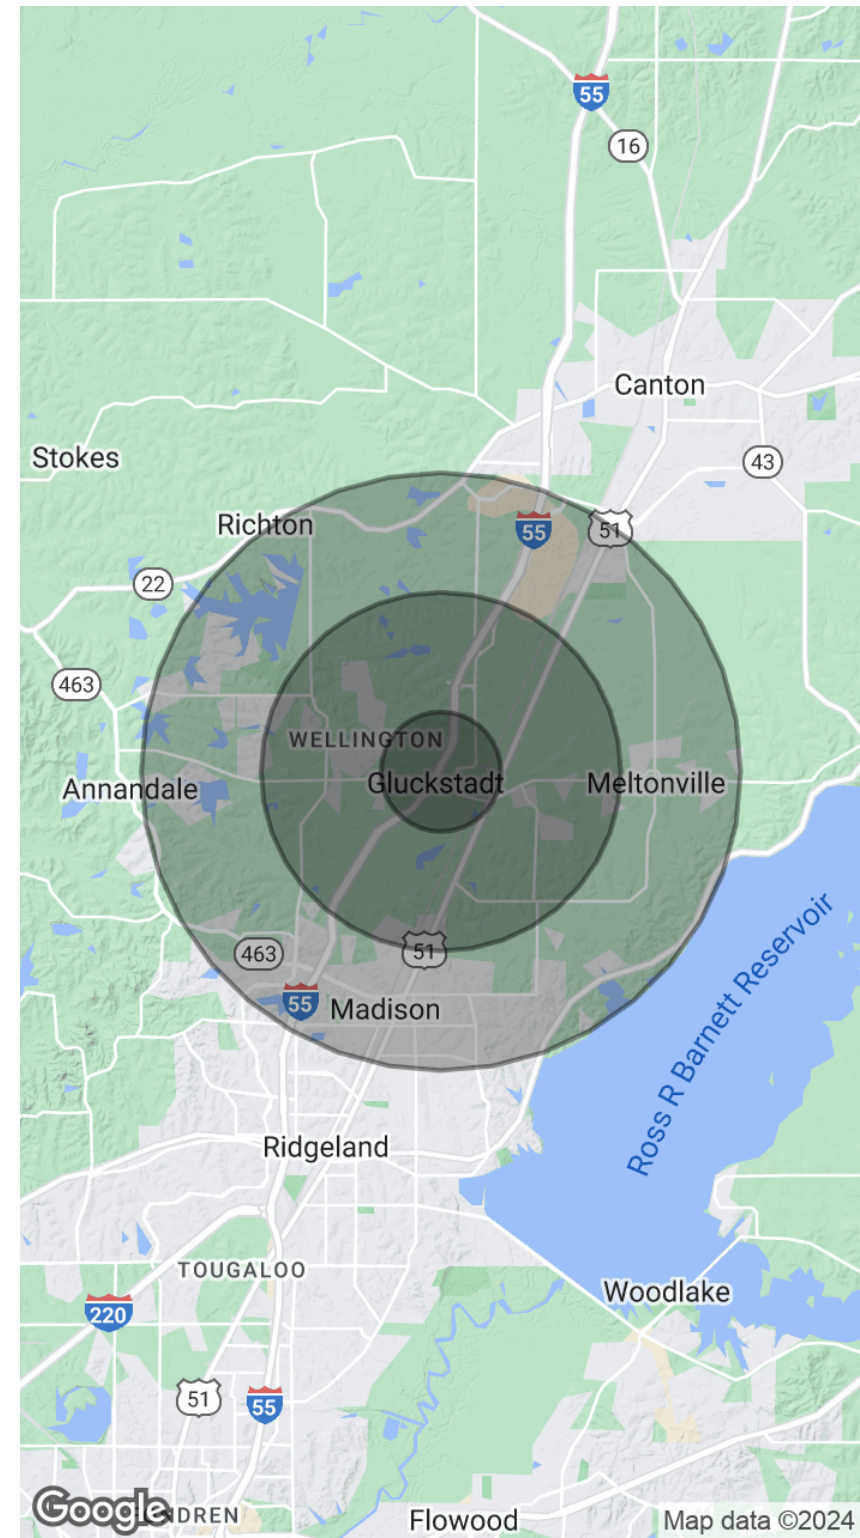 55
16
Canton
Stokes
43
Richton
55
51
22
463
WELLINGTON
Gluckstadt
Meltonville
Annandale
463
51
55
Madison
Ross R Barnett Reservoir
Ridgeland
TOUGALOO
Woodlake
220
51
55
Google
NDREN
Flowood
Map data ©2024